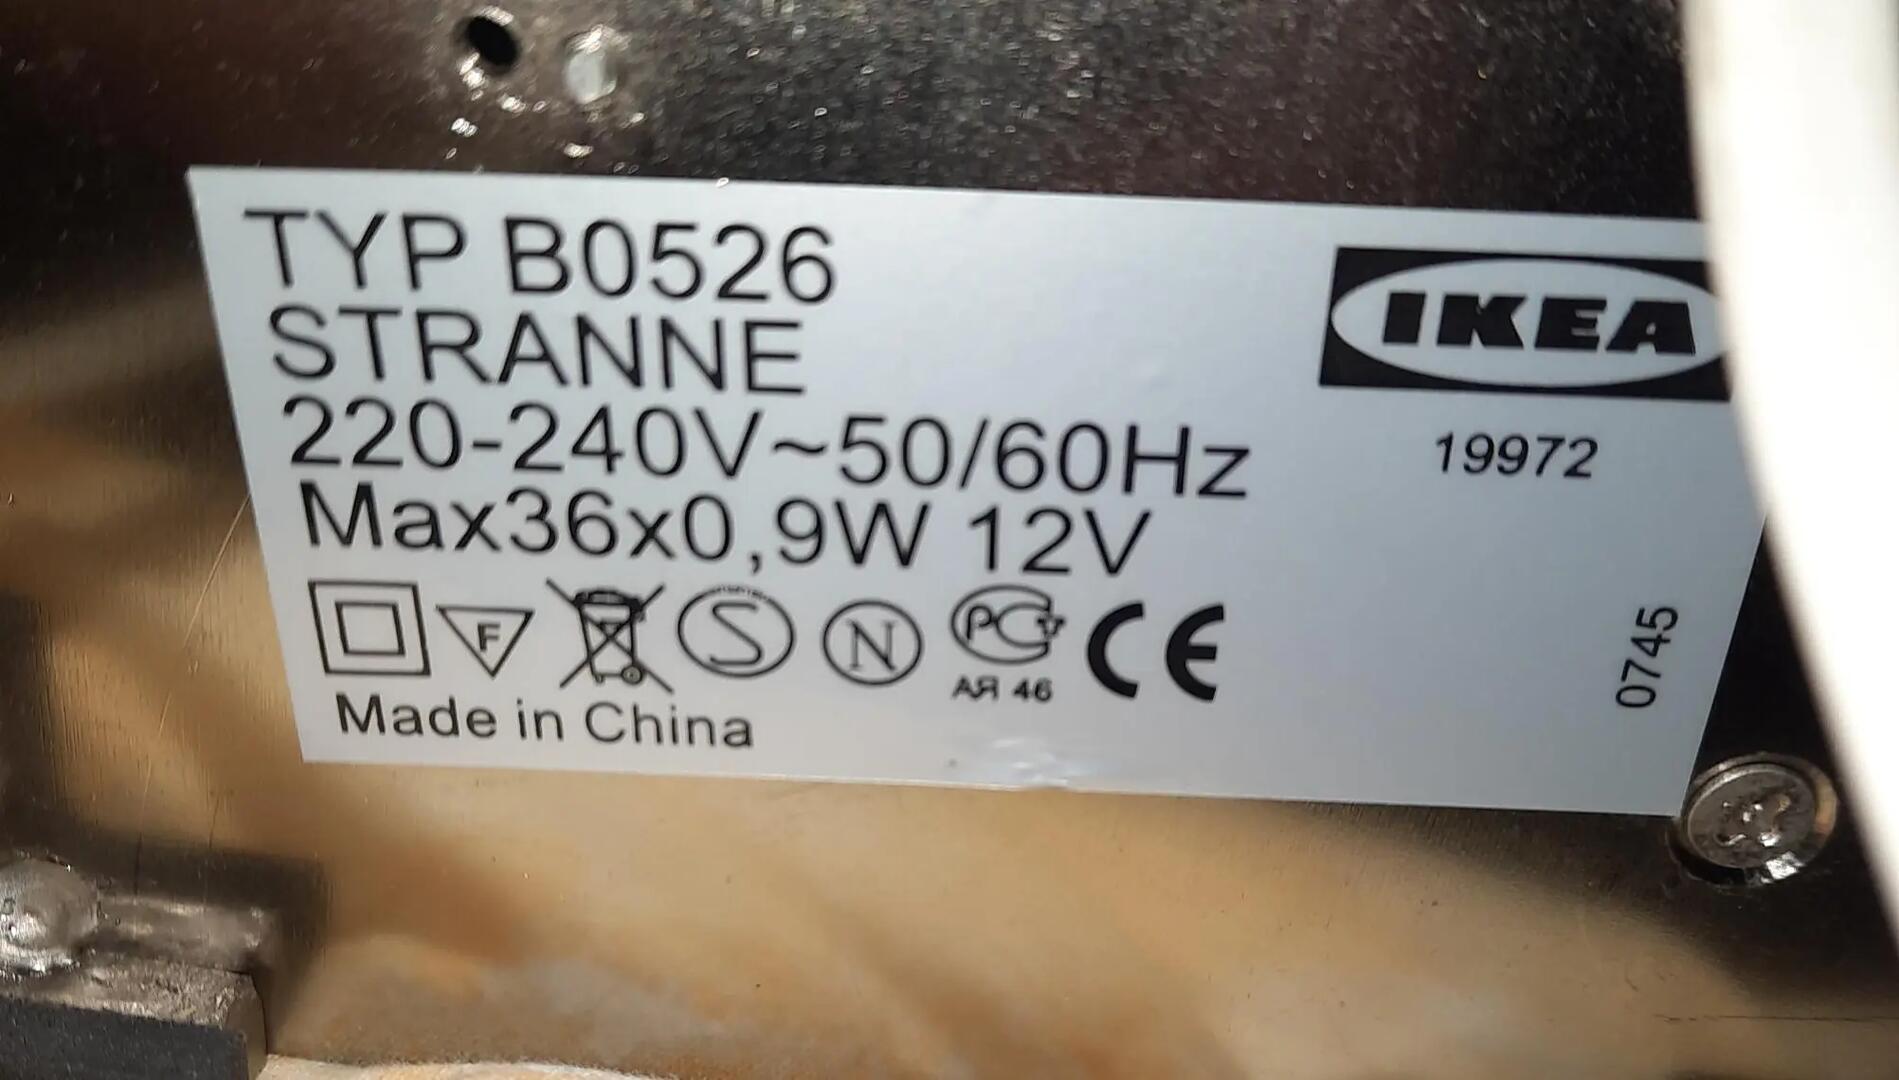 TYP B0526
STRANNE
220-240V~50/60Hz
Max36x0,9W 12V
IKEA
19972
F
S
N
PC
АЯ 46
CE
Made in China
0745